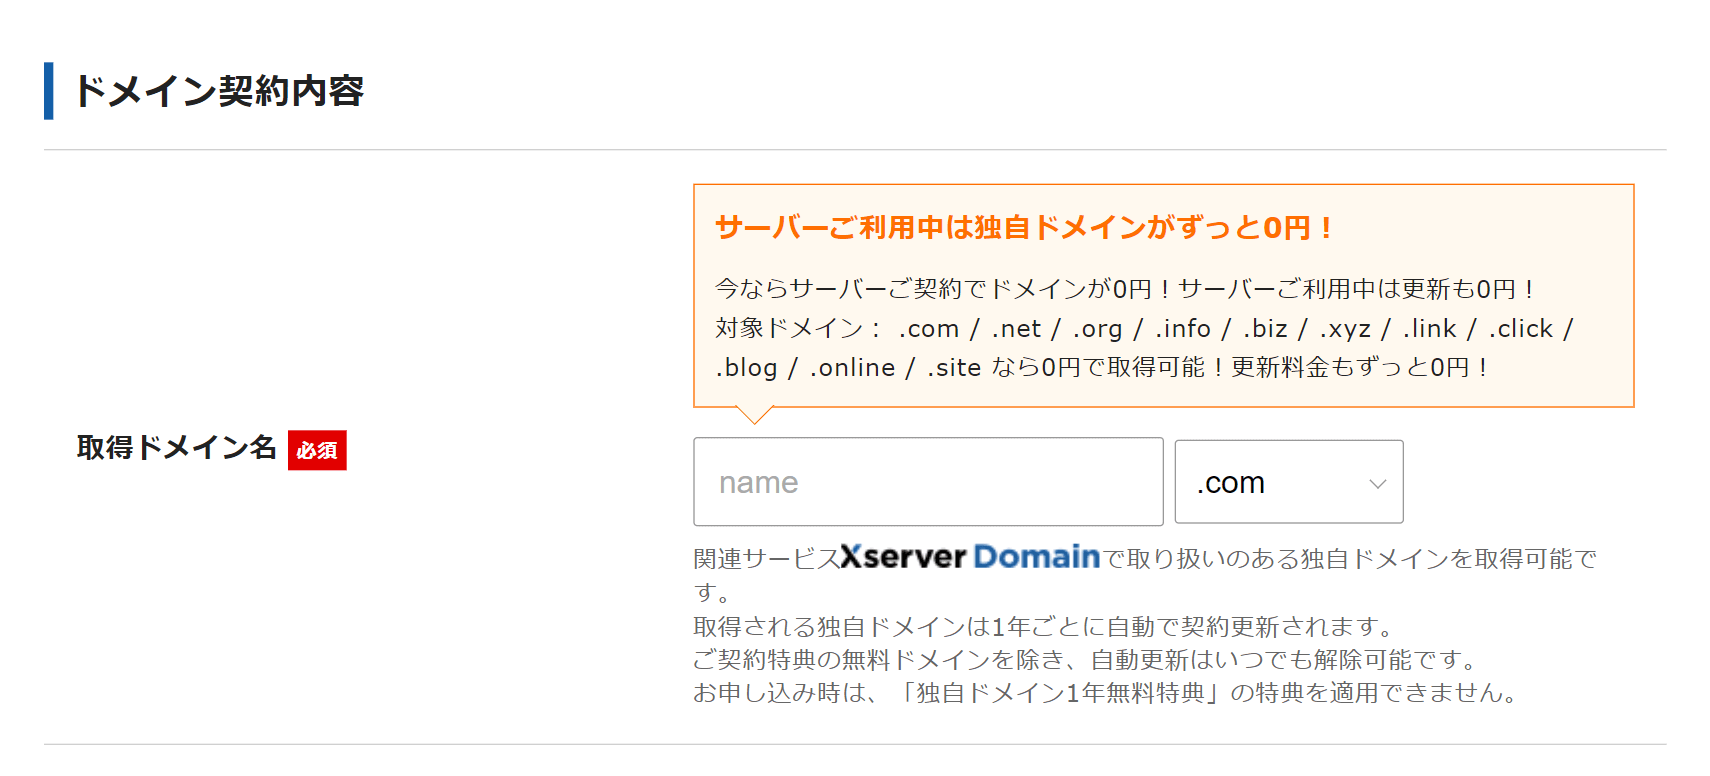 ドメイン契約内容
サーバーご利用中は独自ドメインがずっと0円！
今ならサーバーご契約でドメインが0円！サーバーご利用中は更新も0円！
対象ドメイン： .com / .net / .org / .info / .biz / .xyz / .link / .click /
.blog / .online / .site なら0円で取得可能！更新料金もずっと0円！
取得ドメイン名 必須
name .com
関連サービスXserver Domainで取り扱いのある独自ドメインを取得可能で
す。
取得される独自ドメインは1年ごとに自動で契約更新されます。
ご契約特典の無料ドメインを除き、自動更新はいつでも解除可能です。
お申し込み時は、「独自ドメイン1年無料特典」の特典を適用できません。